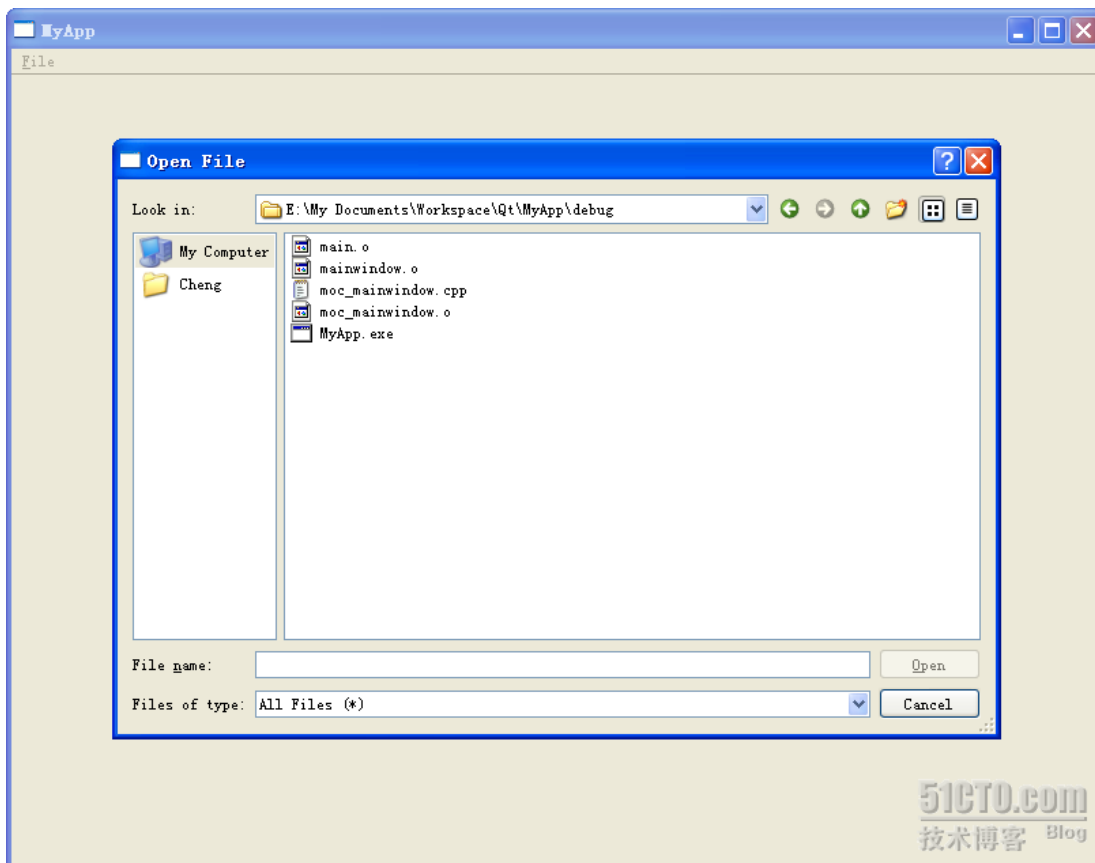 MyApp
File
Open File
Look in: E:\My Documents\Workspace\Qt\MyApp\debug
My Computer
Cheng
main.o
mainwindow.o
moc_mainwindow.cpp
moc_mainwindow.o
MyApp.exe
File name: Open
Files of type: All Files (*) Cancel
51CTO.com
技术博客 Blog